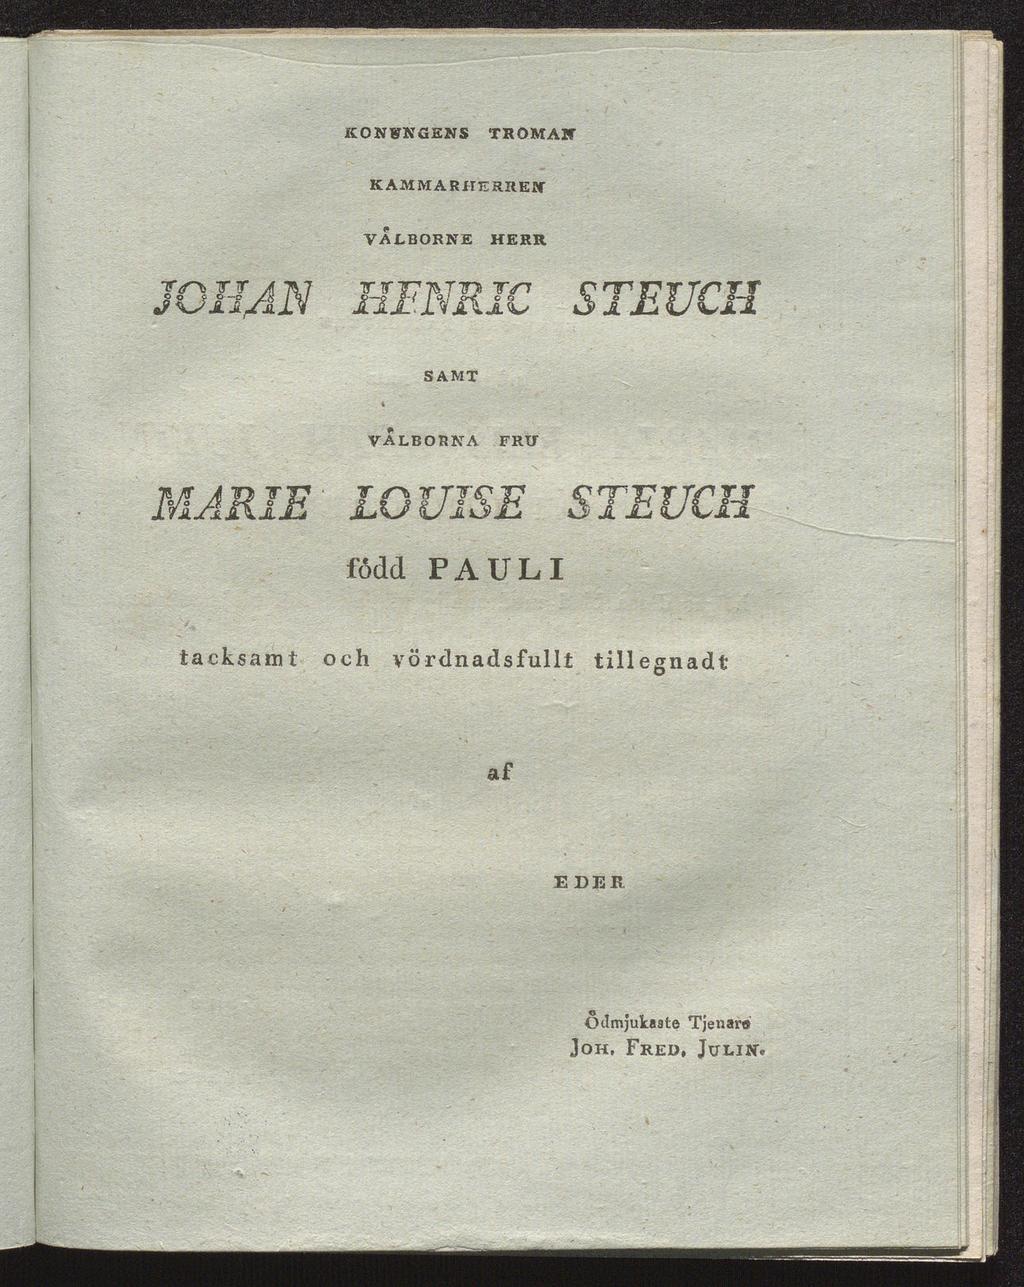 KONUNGENS TROMAN
KAMMARHERREN
VÅLBORNE HERR
JOHAN HENRIC STEUCH
SAMT
VÅLBORNA FRU
MARIE LOUISE STEUCH
född PAULI
tacksamt och vördnadsfullt tillegnadt
af
EDER
Ödmjukaste Tjenare
JOH. FRED. JULIN.